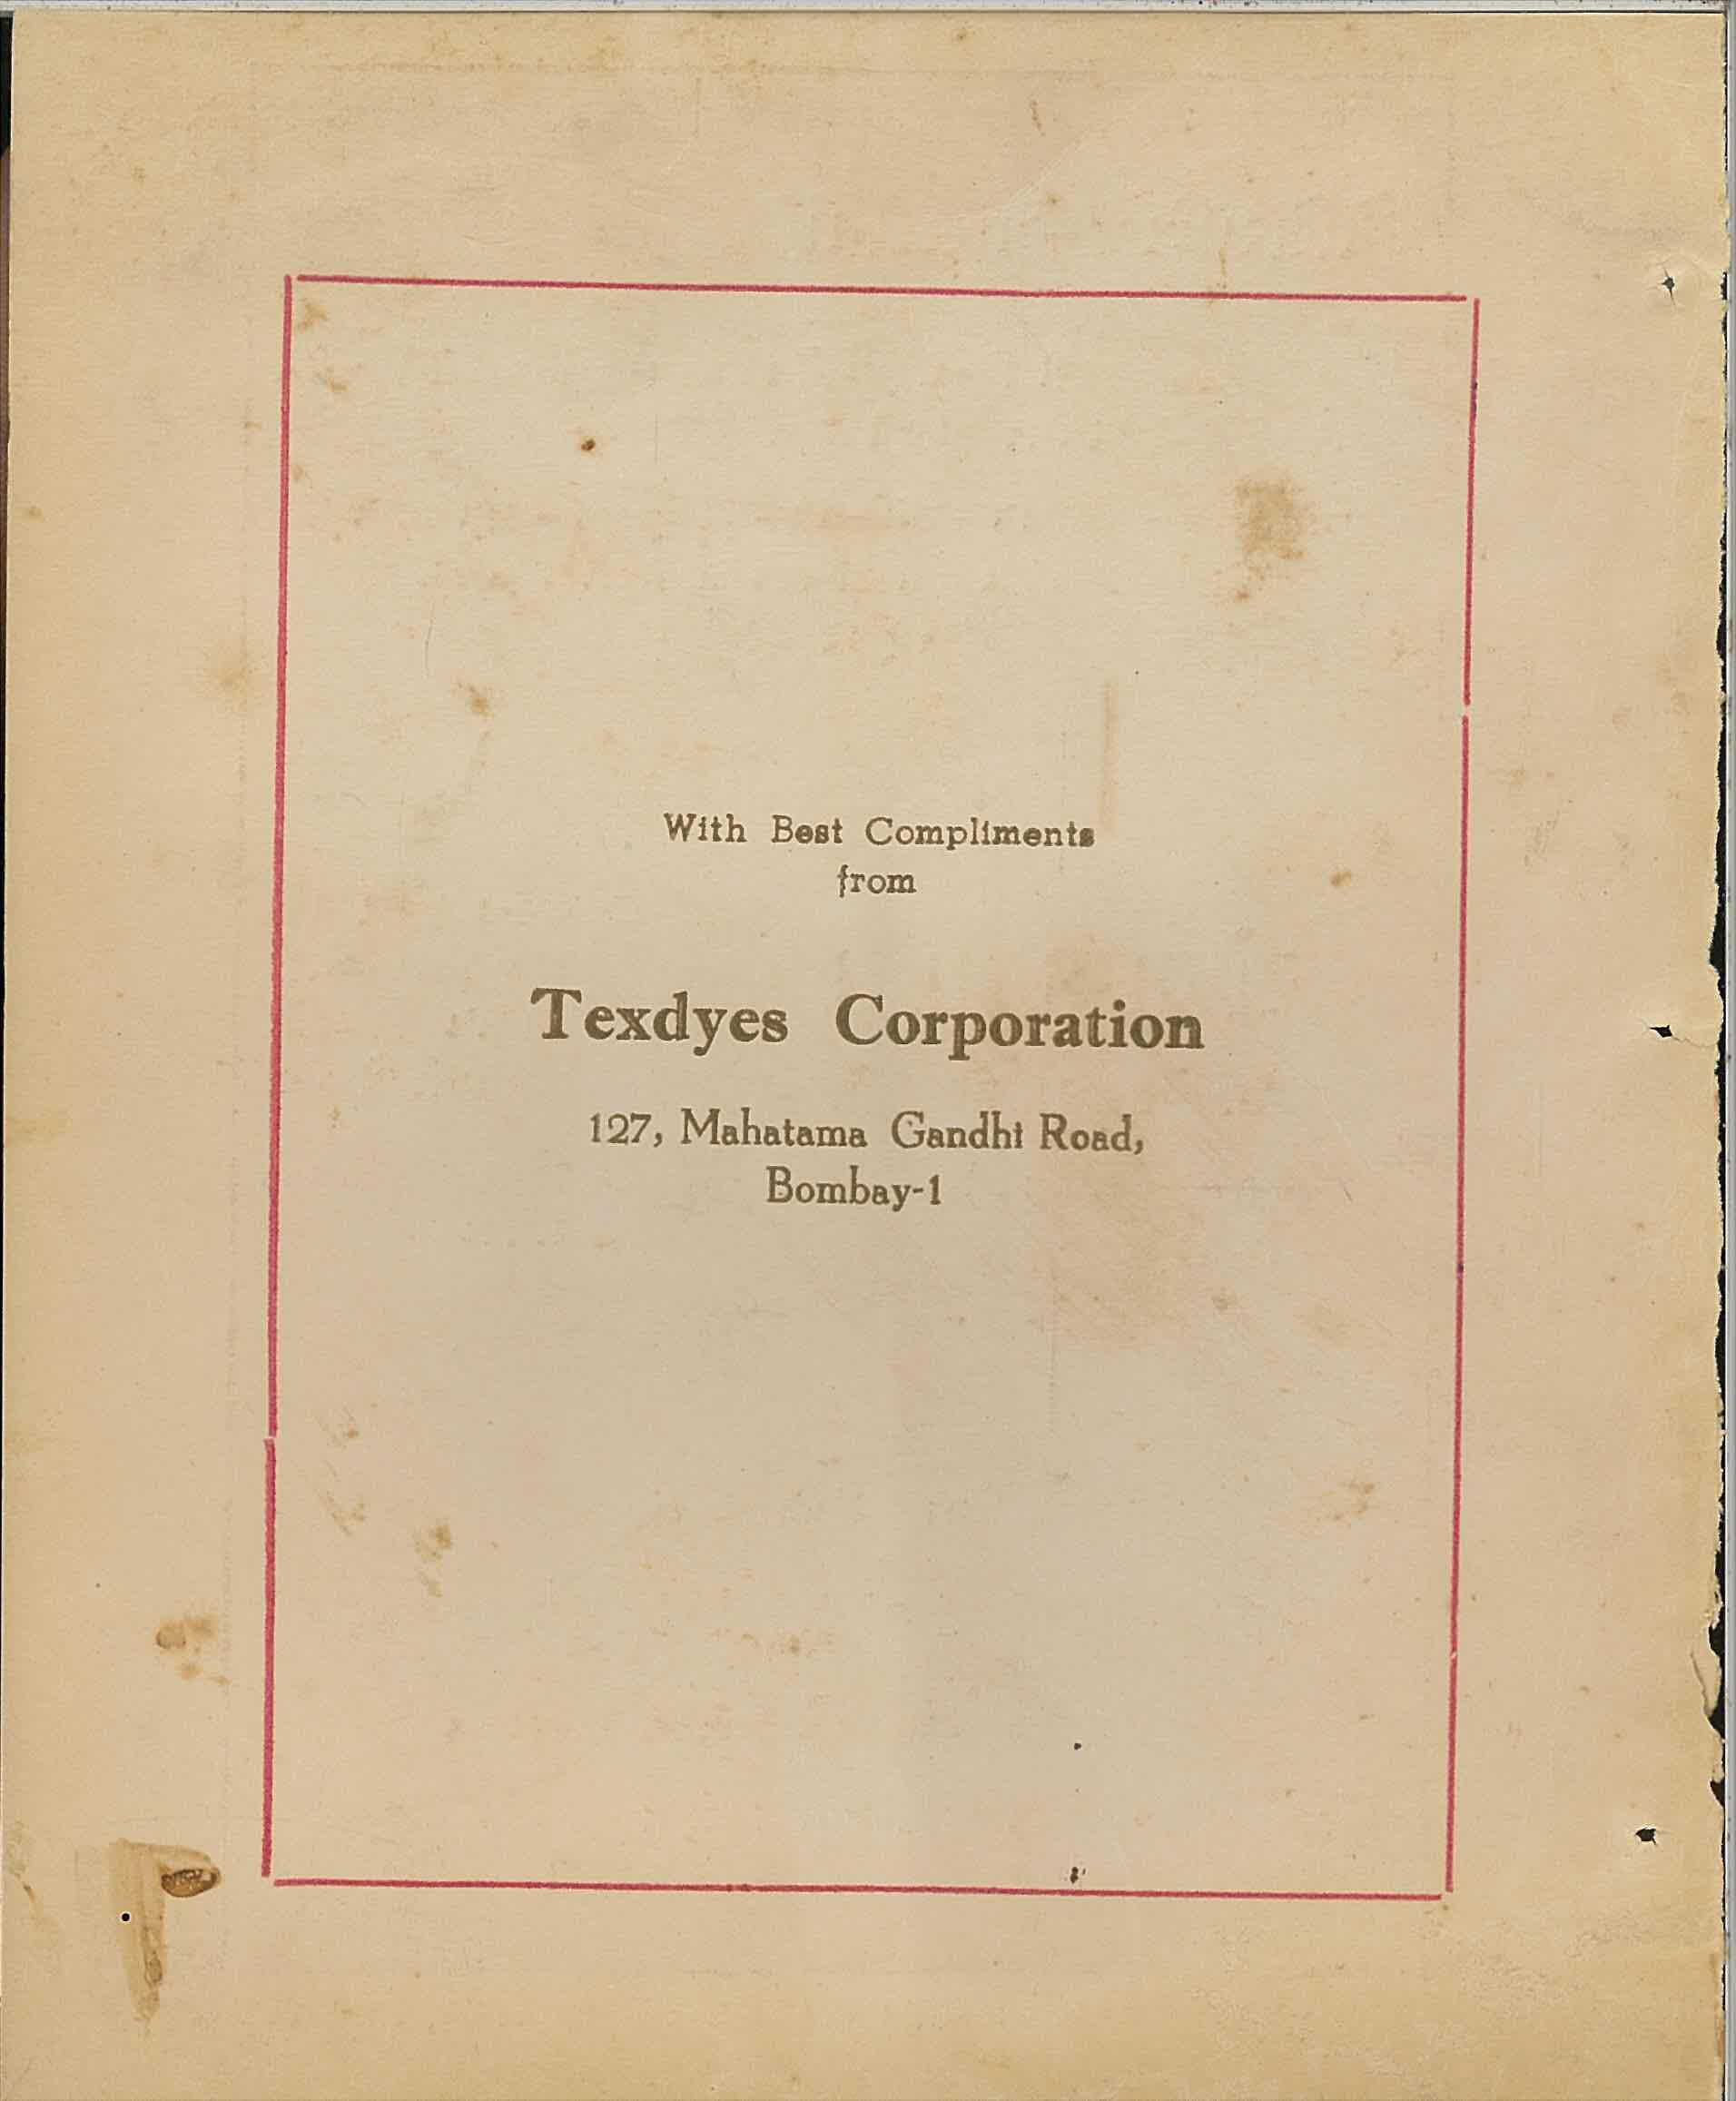 With Best Compliments
from
Texdyes Corporation
127, Mahatama Gandhi Road,
Bombay-1